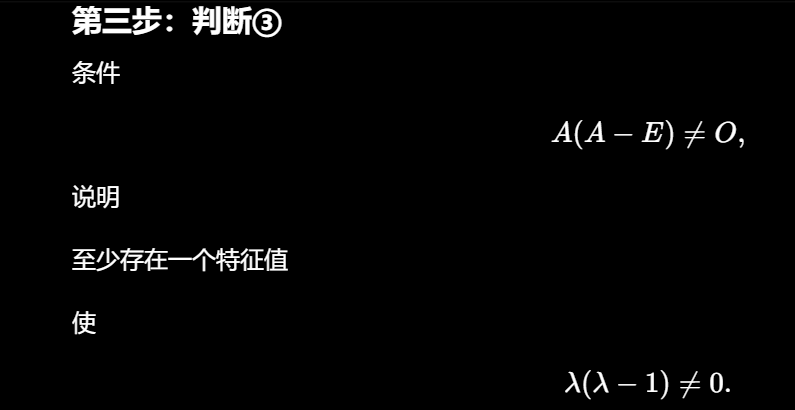 第三步：判断③
条件
A(A − E) ≠ O,
说明
至少存在一个特征值
使
λ(λ − 1) ≠ 0.